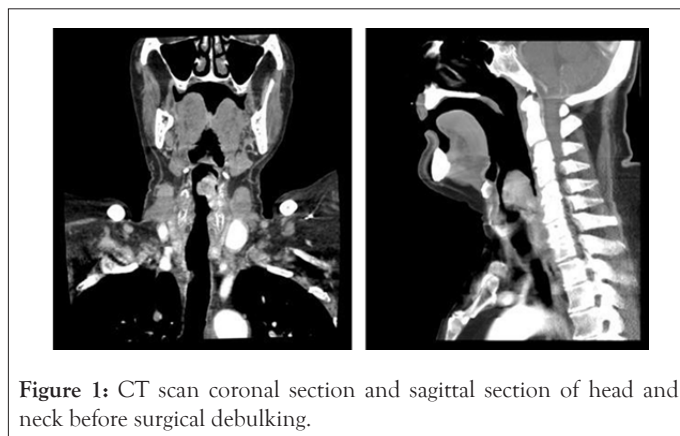 Figure 1: CT scan coronal section and sagittal section of head and
neck before surgical debulking.